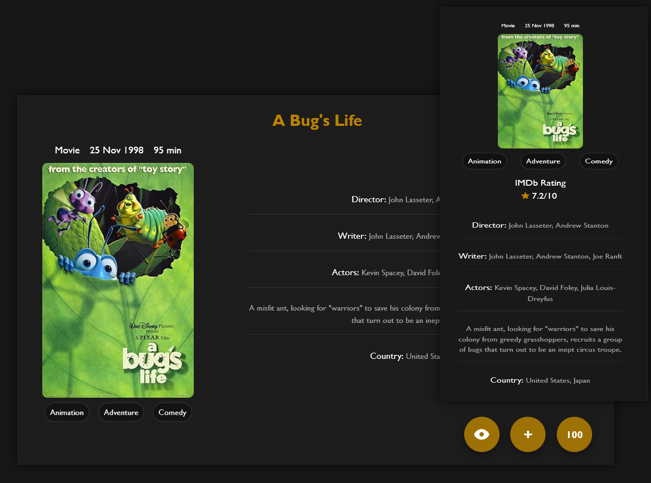 A Bug's Life
Movie 25 Nov 1998 95 min
from the creators of "toy story"
Walt Disney Pictures
Presents
A PIXAR Film
a
bug's
life
Animation Adventure Comedy
Director: John Lasseter, A
Writer: John Lasseter, Andrew
Actors: Kevin Spacey, David Fole
A misfit ant, looking for "warriors" to save his colony from
that turn out to be an inep
Country: United Sta
100
Movie 25 Nov 1998 95 min
from the creators of "toy story"
a
bug's
life
Animation Adventure Comedy
IMDb Rating
7.2/10
Director: John Lasseter, Andrew Stanton
Writer: John Lasseter, Andrew Stanton, Joe Ranft
Actors: Kevin Spacey, David Foley, Julia Louis-
Dreyfus
A misfit ant, looking for "warriors" to save his
colony from greedy grasshoppers, recruits a group
of bugs that turn out to be an inept circus troupe.
Country: United States, Japan